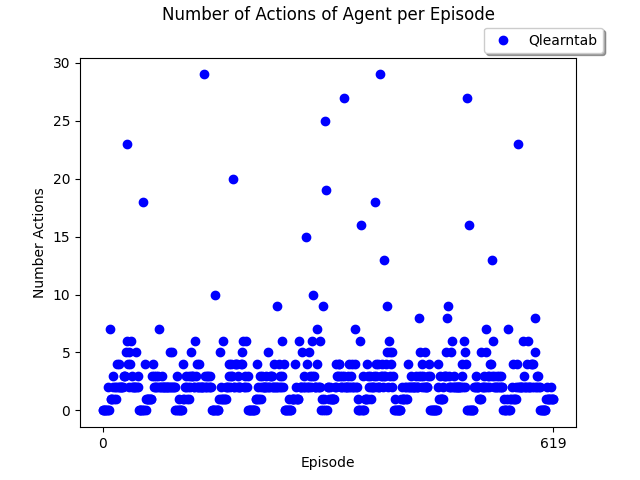 Number of Actions of Agent per Episode
Qlearntab
30
25
20
15
10
5
0
Number Actions
0
619
Episode